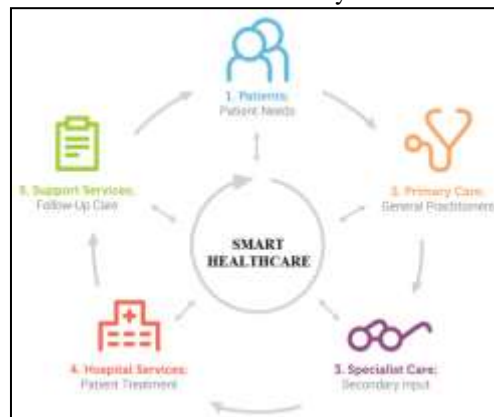 1. Patients:
Patient Needs
2. Primary Care:
General Practitioners
3. Specialist Care:
Secondary Input
4. Hospital Services:
Patient Treatment
5. Support Services:
Follow-Up Care
SMART
HEALTHCARE